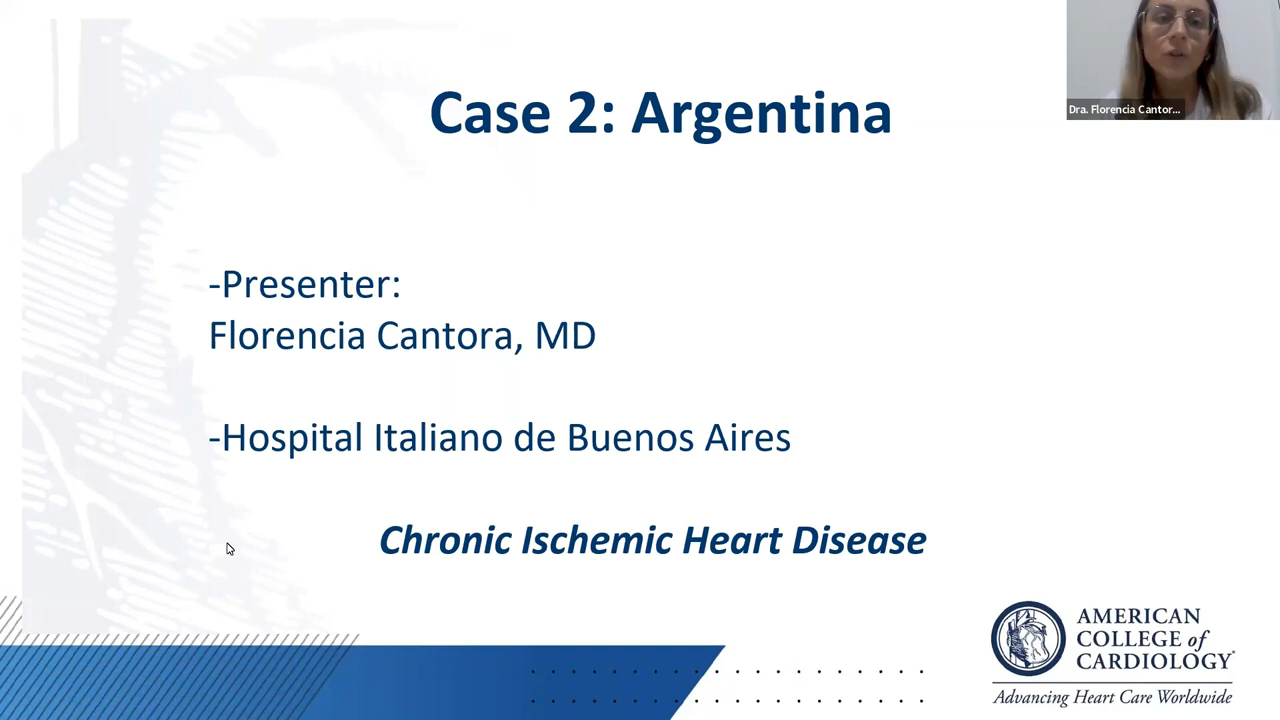 Case 2: Argentina
Dra. Florencia Cantor...
-Presenter:
Florencia Cantora, MD
-Hospital Italiano de Buenos Aires
Chronic Ischemic Heart Disease
AMERICAN
COLLEGE of
CARDIOLOGY
Advancing Heart Care Worldwide